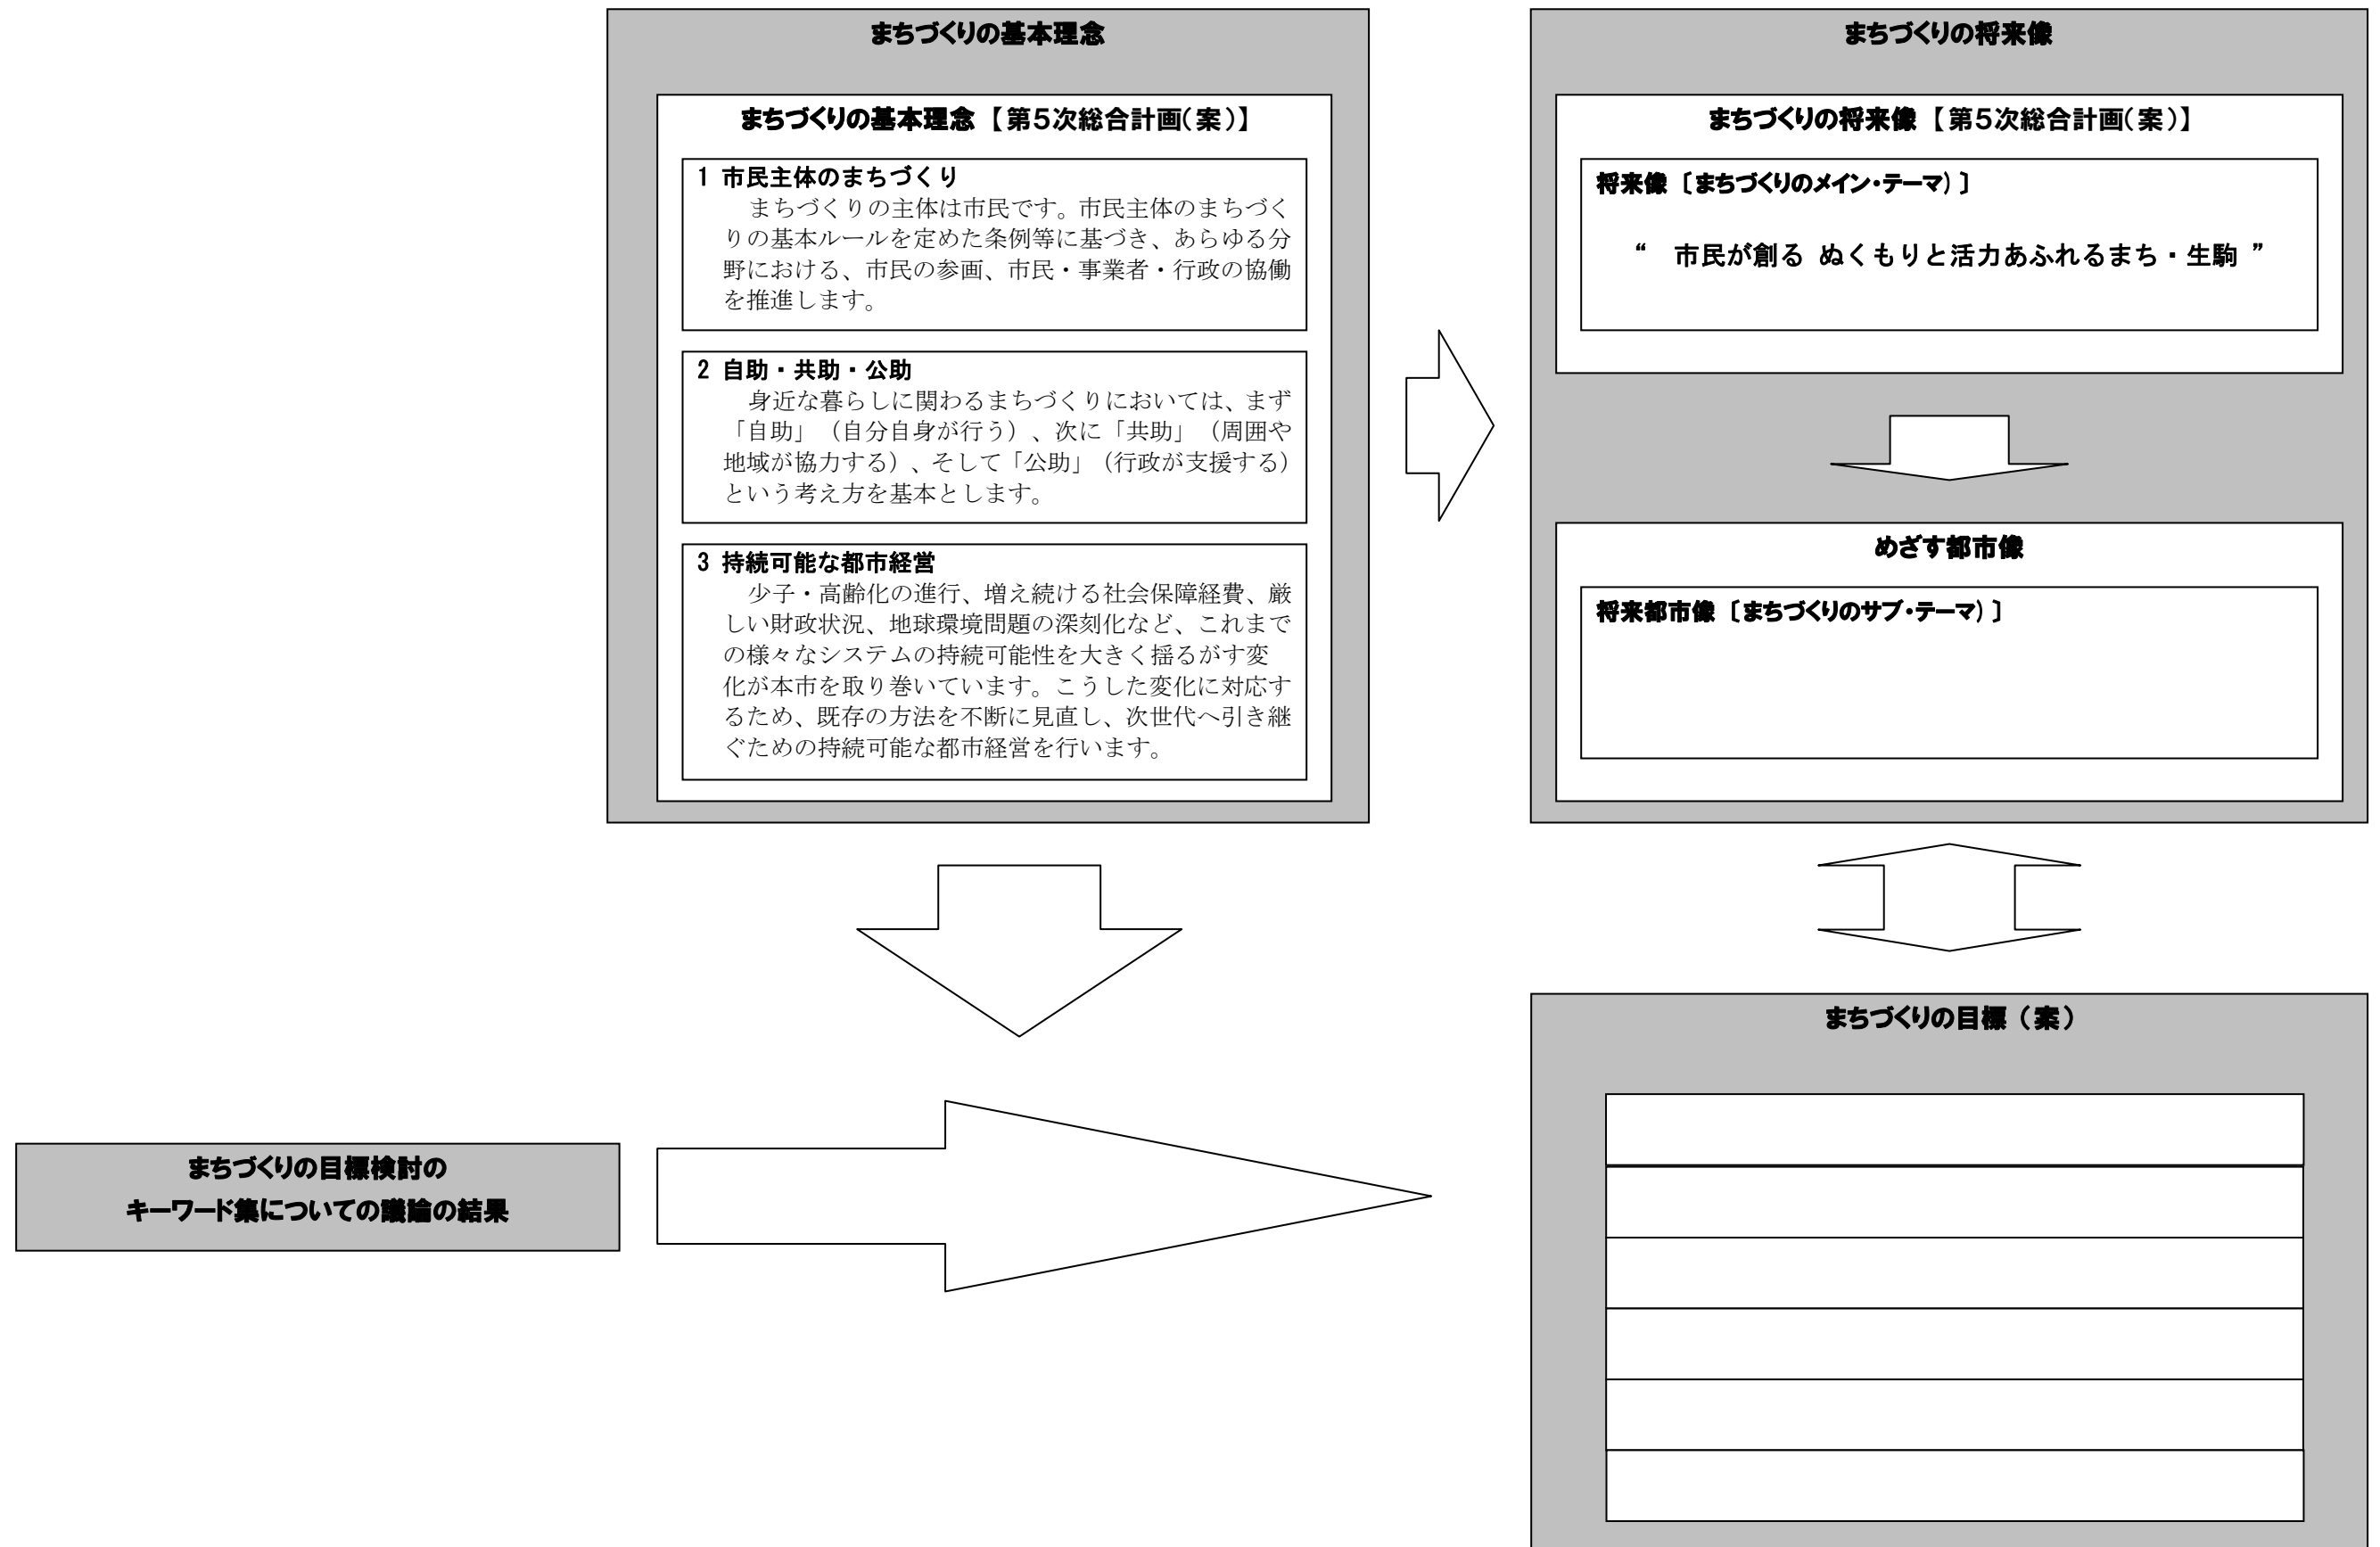 まちづくりの基本理念
まちづくりの基本理念【第5次総合計画(案)】
1 市民主体のまちづくり
まちづくりの主体は市民です。市民主体のまちづく
りの基本ルールを定めた条例等に基づき、あらゆる分
野における、市民の参画、市民・事業者・行政の協働
を推進します。
2 自助・共助・公助
身近な暮らしに関わるまちづくりにおいては、まず
「自助」（自分自身が行う）、次に「共助」（周囲や
地域が協力する）、そして「公助」（行政が支援する）
という考え方を基本とします。
3 持続可能な都市経営
少子・高齢化の進行、増え続ける社会保障経費、厳
しい財政状況、地球環境問題の深刻化など、これまで
の様々なシステムの持続可能性を大きく揺るがす変
化が本市を取り巻いています。こうした変化に対応す
るため、既存の方法を不断に見直し、次世代へ引き継
ぐための持続可能な都市経営を行います。
まちづくりの将来像
まちづくりの将来像【第5次総合計画(案)】
将来像〔まちづくりのメイン・テーマ)〕
“ 市民が創る ぬくもりと活力あふれるまち・生駒 ”
めざす都市像
将来都市像〔まちづくりのサブ・テーマ)〕
まちづくりの目標検討の
キーワード集についての議論の結果
まちづくりの目標（案）